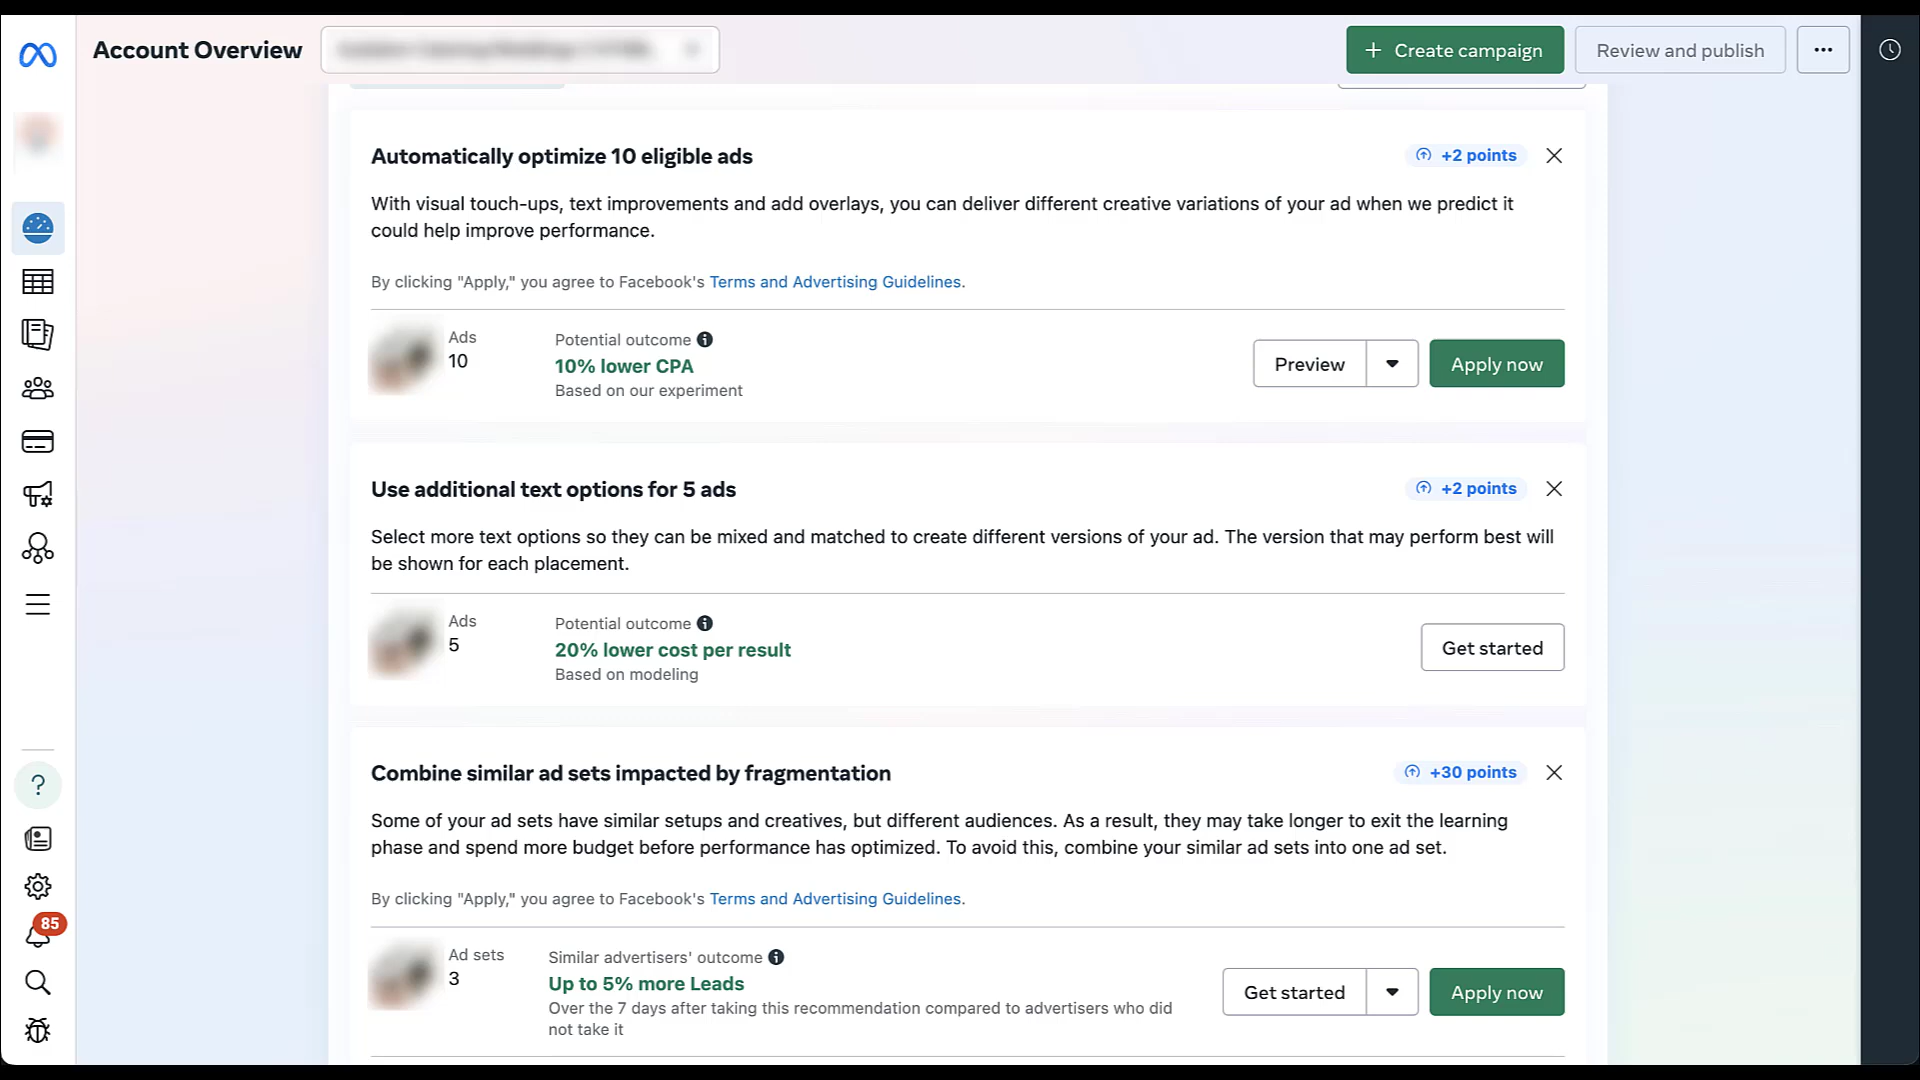 Account Overview
+ Create campaign
Review and publish
Automatically optimize 10 eligible ads
+2 points
With visual touch-ups, text improvements and add overlays, you can deliver different creative variations of your ad when we predict it
could help improve performance.
By clicking "Apply," you agree to Facebook's Terms and Advertising Guidelines.
Ads
10
Potential outcome
10% lower CPA
Based on our experiment
Preview
Apply now
Use additional text options for 5 ads
+2 points
Select more text options so they can be mixed and matched to create different versions of your ad. The version that may perform best will
be shown for each placement.
Ads
5
Potential outcome
20% lower cost per result
Based on modeling
Get started
Combine similar ad sets impacted by fragmentation
+30 points
Some of your ad sets have similar setups and creatives, but different audiences. As a result, they may take longer to exit the learning
phase and spend more budget before performance has optimized. To avoid this, combine your similar ad sets into one ad set.
By clicking "Apply," you agree to Facebook's Terms and Advertising Guidelines.
Ad sets
3
Similar advertisers' outcome
Up to 5% more Leads
Over the 7 days after taking this recommendation compared to advertisers who did
not take it
Get started
Apply now
?
85